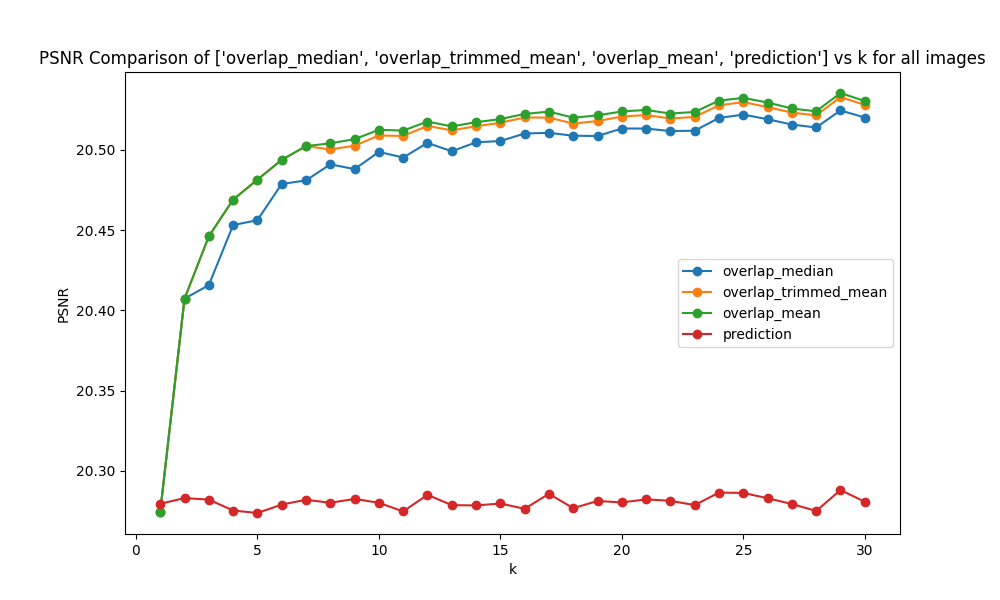 PSNR Comparison of ['overlap_median', 'overlap_trimmed_mean', 'overlap_mean', 'prediction'] vs k for all images
20.50
20.45
20.40
20.35
20.30
PSNR
overlap_median
overlap_trimmed_mean
overlap_mean
prediction
0 5 10 15 20 25 30
k